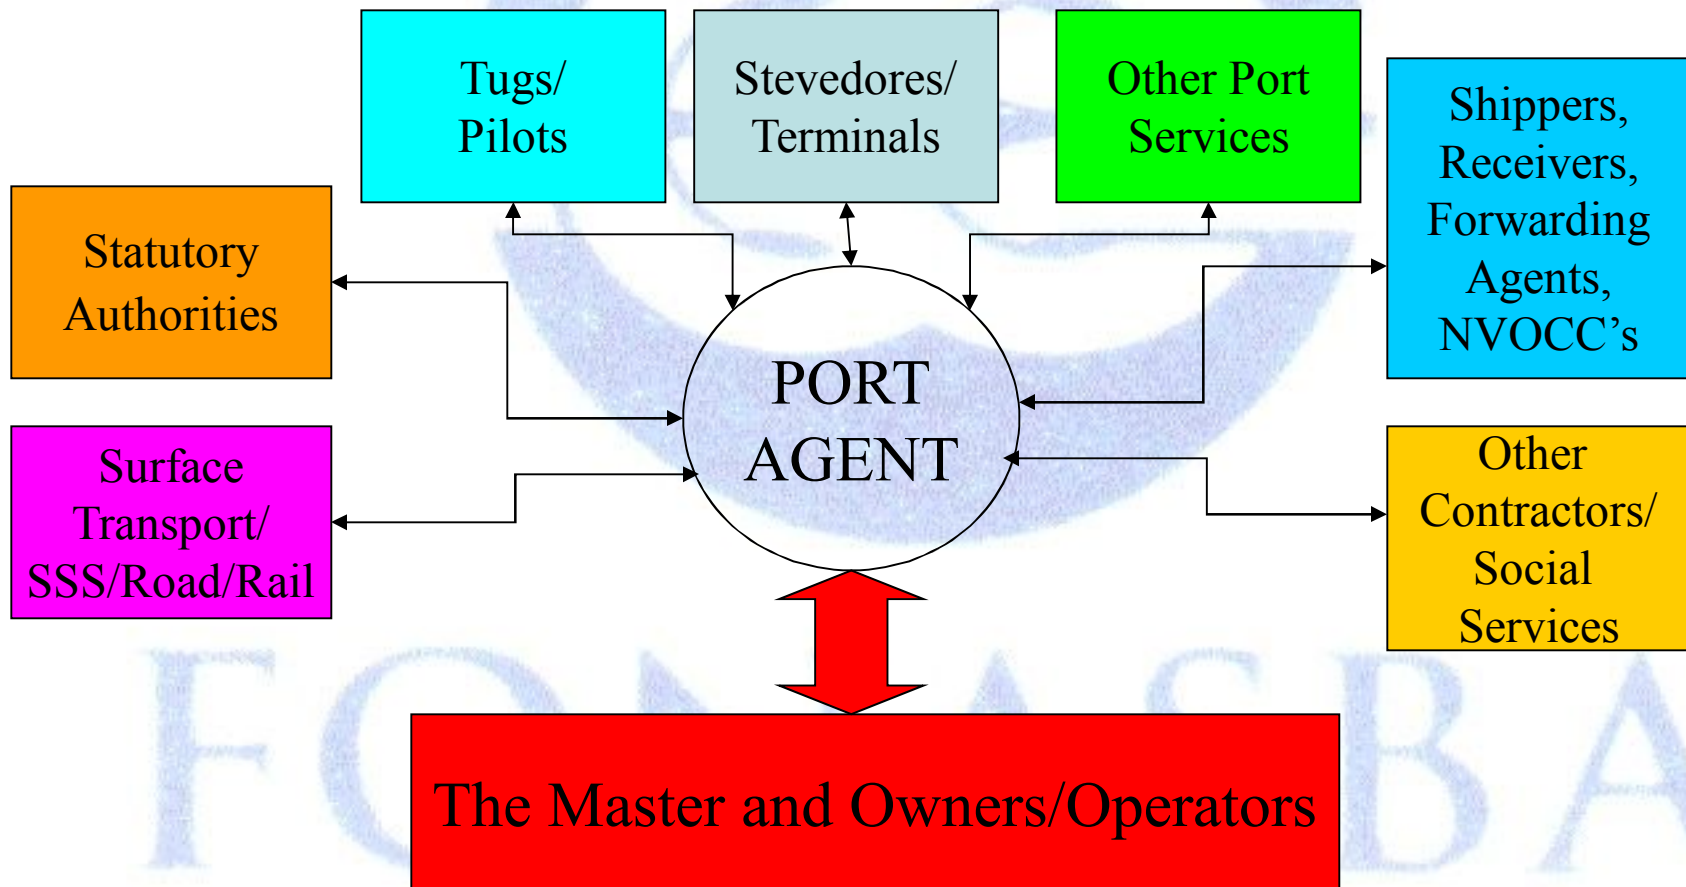 Tugs/
Pilots
Stevedores/
Terminals
Other Port
Services
Shippers,
Receivers,
Forwarding
Agents,
NVOCC’s
Statutory
Authorities
PORT
AGENT
Surface
Transport/
SSS/Road/Rail
Other
Contractors/
Social
Services
The Master and Owners/Operators
FONASBA